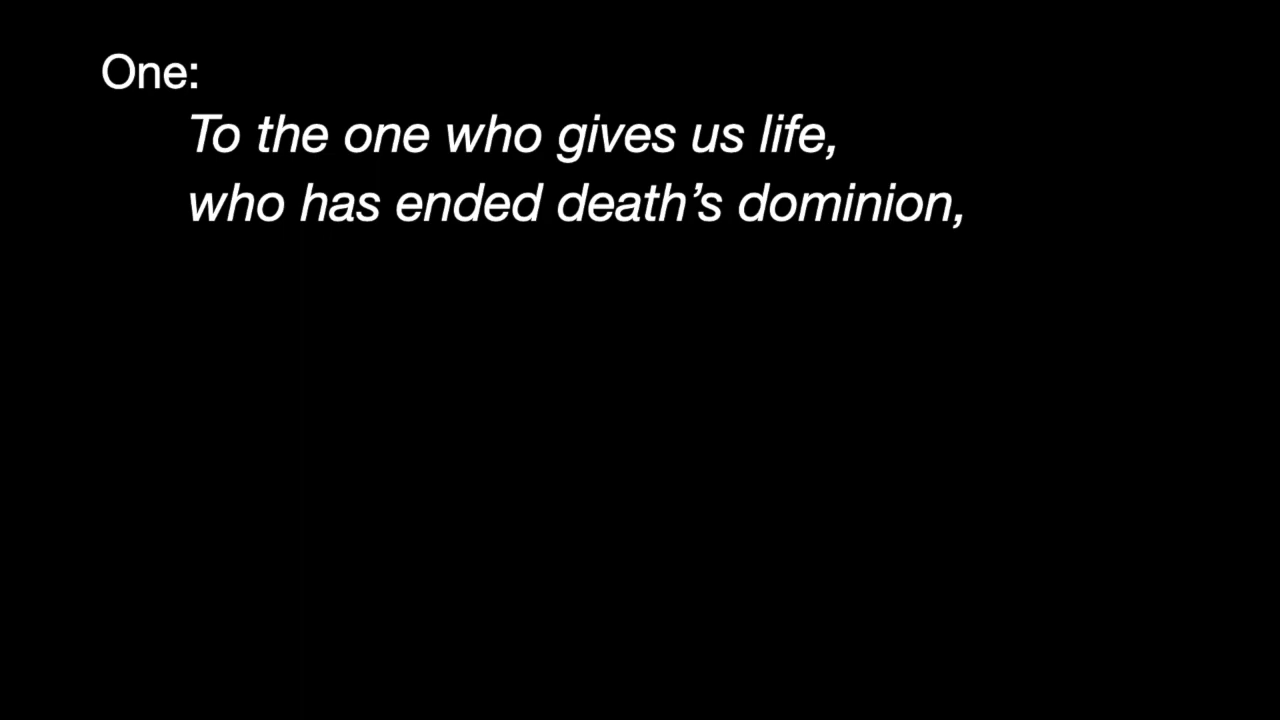 One:
To the one who gives us life,
who has ended death’s dominion,